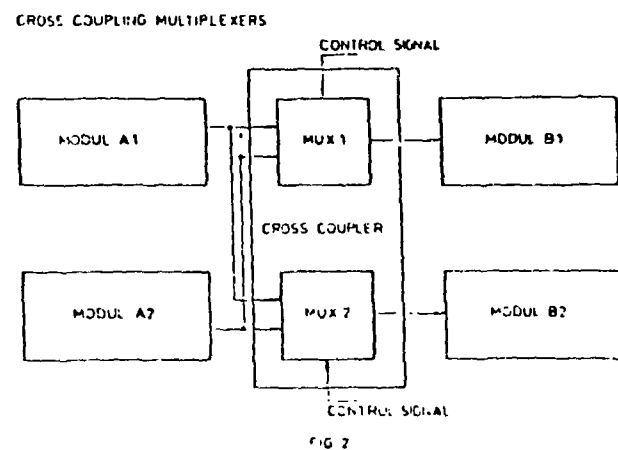 CROSS COUPLING MULTIPLEXERS
CONTROL SIGNAL
MODUL A1
MUX 1
MODUL B1
CROSS COUPLER
MODUL A2
MUX 2
MODUL B2
CONTROL SIGNAL
FIG 2